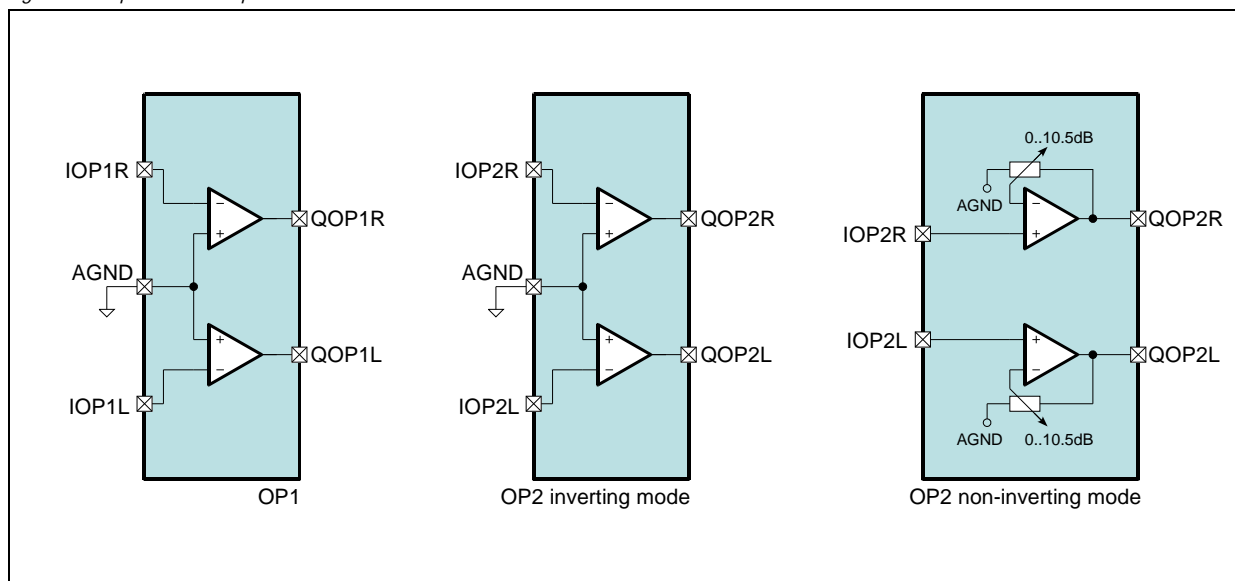 IOP1R
QOP1R
AGND
QOP1L
IOP1L
OP1
IOP2R
QOP2R
AGND
QOP2L
IOP2L
OP2 inverting mode
0..10.5dB
AGND
IOP2R
QOP2R
IOP2L
QOP2L
AGND
0..10.5dB
OP2 non-inverting mode